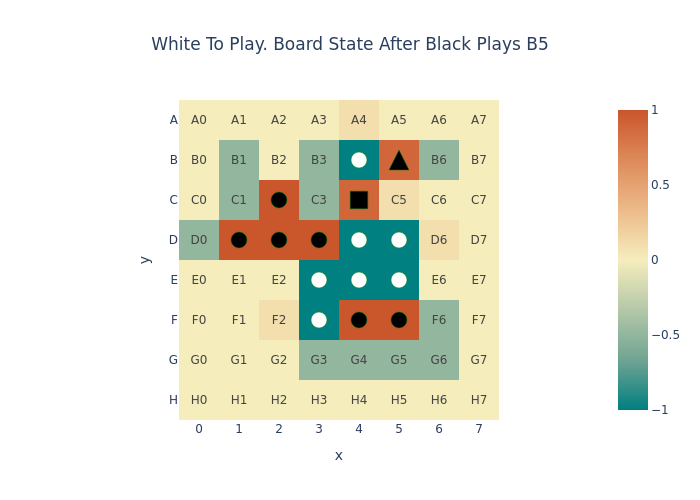 White To Play. Board State After Black Plays B5
A A0 A1 A2 A3 A4 A5 A6 A7 1
B B0 B1 B2 B3 B6 B7
0.5
C C0 C1 C3 C5 C6 C7
D D0 D6 D7 0
y
E E0 E1 E2 E6 E7
F F0 F1 F2 F6 F7 −0.5
G G0 G1 G2 G3 G4 G5 G6 G7
H H0 H1 H2 H3 H4 H5 H6 H7 −1
0 1 2 3 4 5 6 7
x